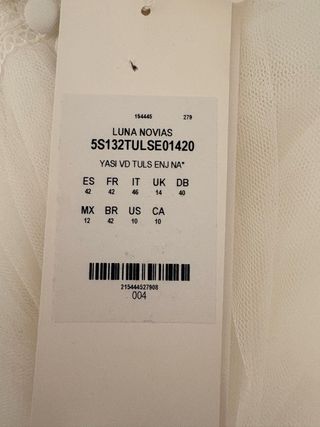 154445 279
LUNA NOVIAS
5S132TULSE01420
YASI VD TULS ENJ NA*
ES FR IT UK DB
42 42 46 14 40
MX BR US CA
12 42 10 10
215444527908
004